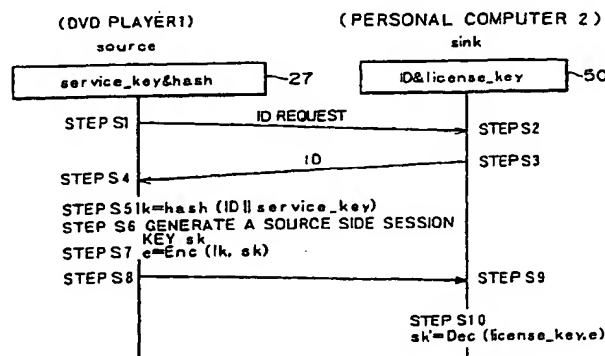 (DVD PLAYER1) (PERSONAL COMPUTER 2)
source sink
service_key&hash 27 ID&license_key 50
STEP S1 ID REQUEST STEP S2
STEP S4 ID STEP S3
STEP S5 lk=hash (ID || service_key)
STEP S6 GENERATE A SOURCE SIDE SESSION
KEY sk
STEP S7 e=Enc (lk, sk)
STEP S8 STEP S9
STEP S10
sk'=Dec (license_key,e)